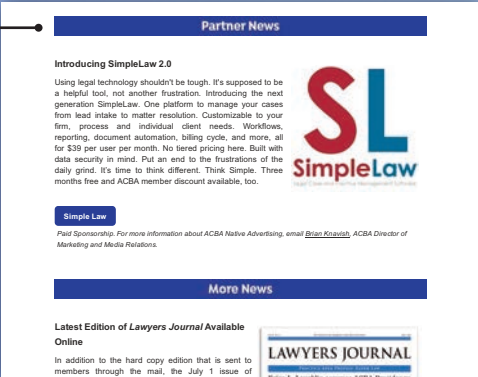 Partner News
Introducing SimpleLaw 2.0
Using legal technology shouldn't be tough. It's supposed to be
a helpful tool, not another frustration. Introducing the next
generation SimpleLaw. One platform to manage your cases
from lead intake to matter resolution. Customizable to your
firm, process and individual client needs. Workflows,
reporting, document automation, billing cycle, and more, all
for $39 per user per month. No tiered pricing here. Built with
data security in mind. Put an end to the frustrations of the
daily grind. It's time to think different. Think Simple. Three
months free and ACBA member discount available, too.
SL
SimpleLaw
Simple Law
Paid Sponsorship. For more information about ACBA Native Advertising, email Brian Knavish, ACBA Director of
Marketing and Media Relations.
More News
Latest Edition of Lawyers Journal Available
Online
In addition to the hard copy edition that is sent to
members through the mail, the July 1 issue of
LAWYERS JOURNAL